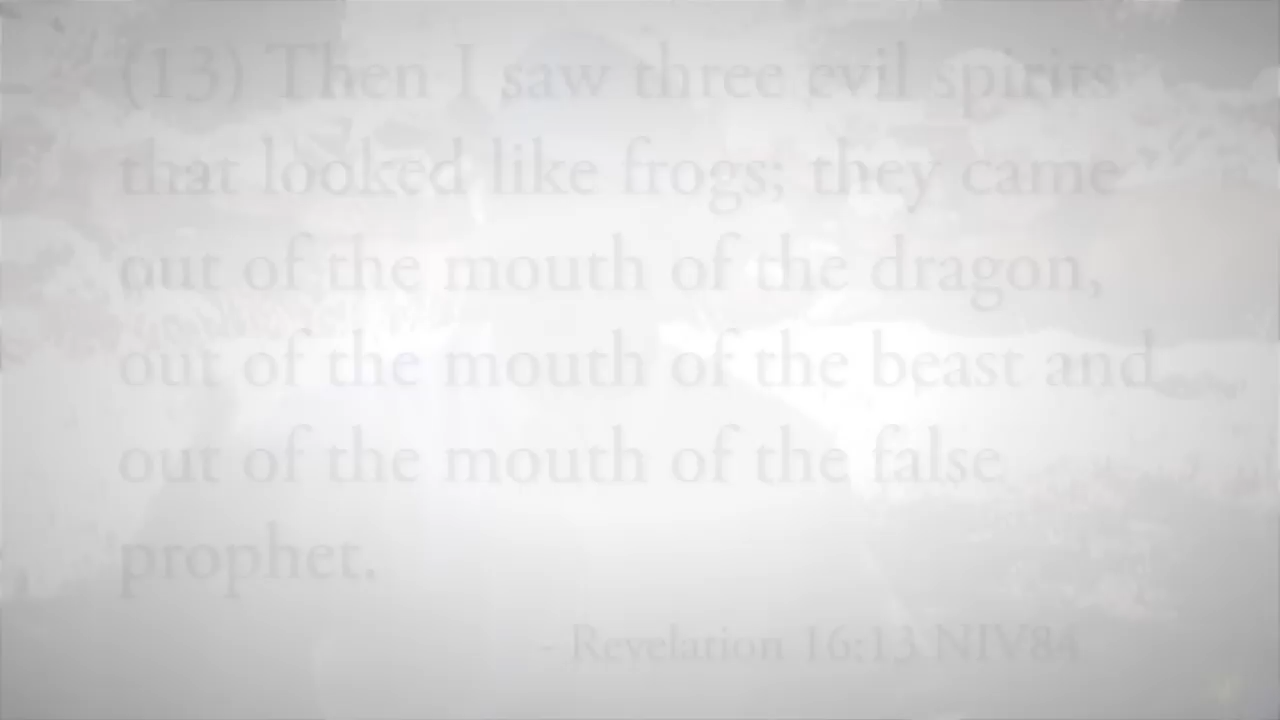 (13) Then I saw three evil spirits
that looked like frogs; they came
out of the mouth of the dragon,
out of the mouth of the beast and
out of the mouth of the false
prophet.
- Revelation 16:13 NIV84